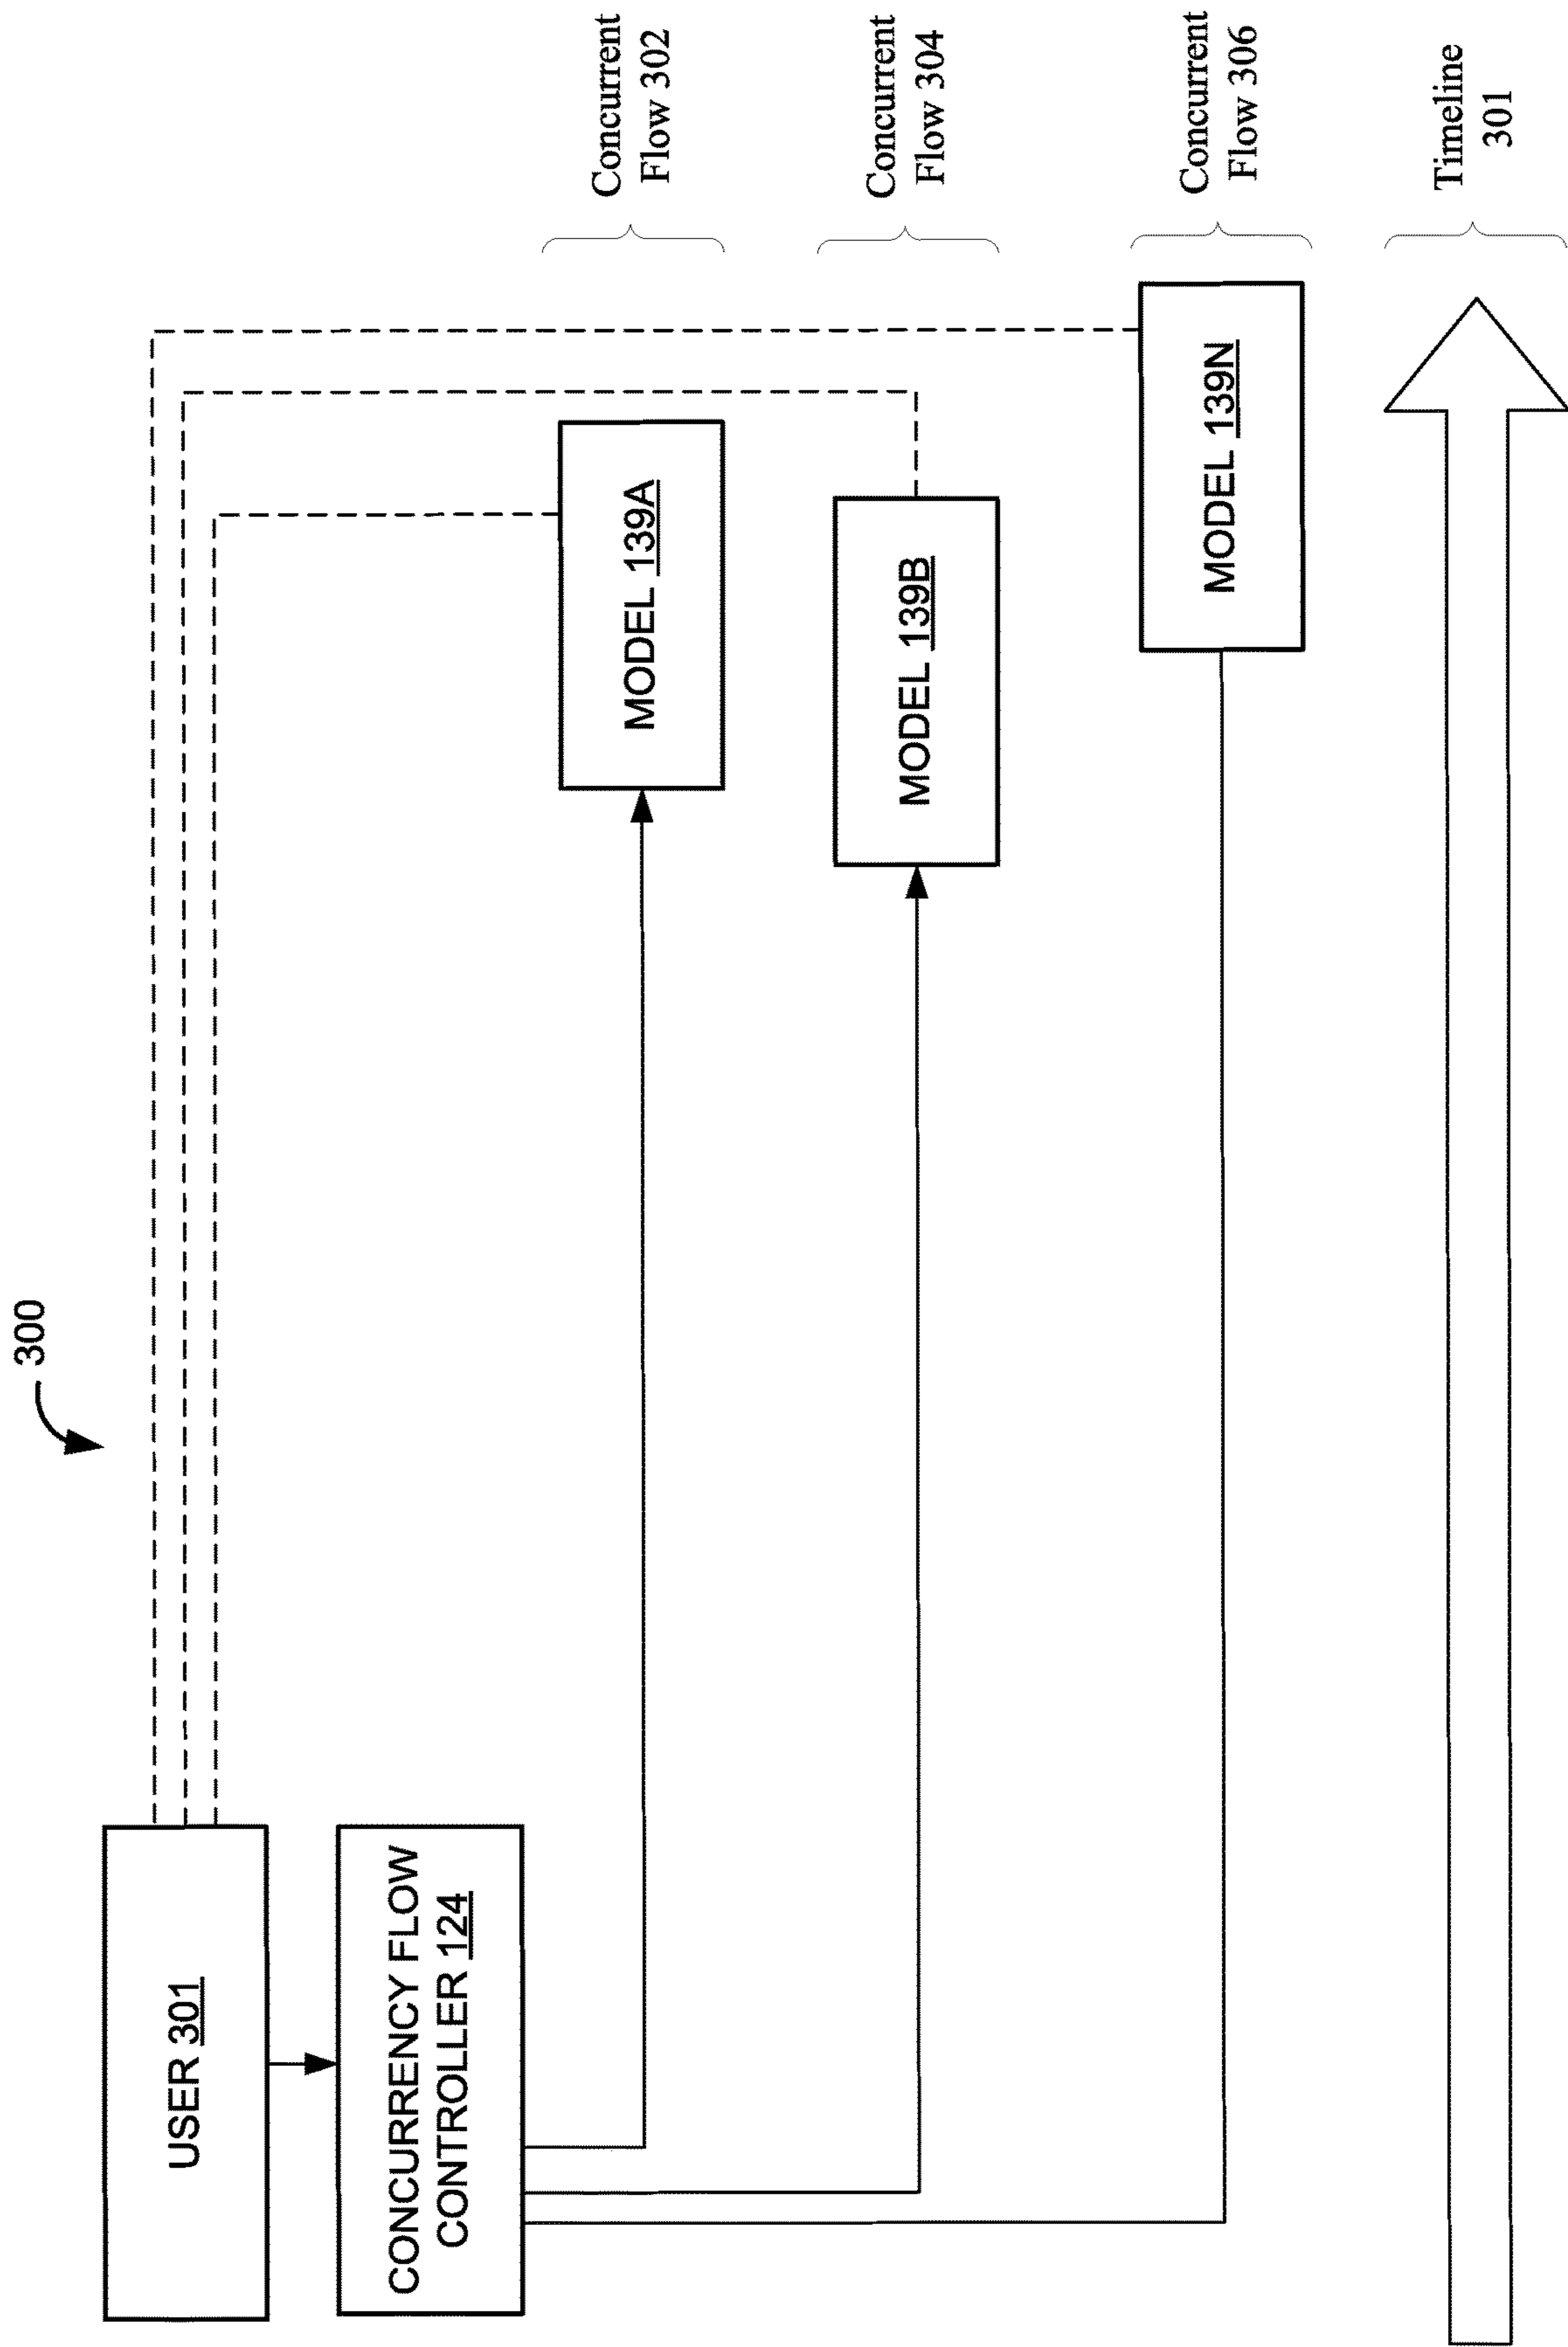 300
USER 301
CONCURRENCY FLOW
CONTROLLER 124
MODEL 139A
Concurrent
Flow 302
MODEL 139B
Concurrent
Flow 304
MODEL 139N
Concurrent
Flow 306
Timeline
301